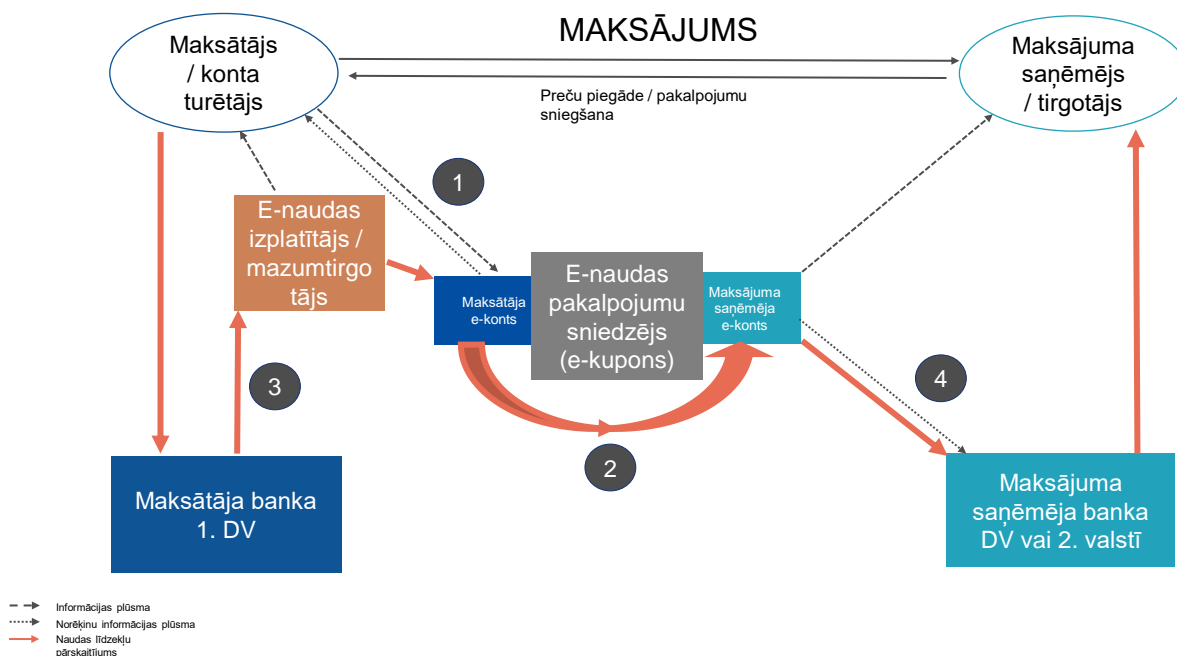 MAKSĀJUMS
Maksātājs
/ konta
turētājs
Maksājuma
saņēmējs
/ tirgotājs
Preču piegāde / pakalpojumu
sniegšana
1
E-naudas
izplatītājs /
mazumtirgo
tājs
Maksātāja
e-konts
E-naudas
pakalpojumu
sniedzējs
(e-kupons)
Maksājuma
saņēmēja
e-konts
3
4
2
Maksātāja banka
1. DV
Maksājuma
saņēmēja banka
DV vai 2. valstī
Informācijas plūsma
Norēķinu informācijas plūsma
Naudas līdzekļu
pārskaitījums